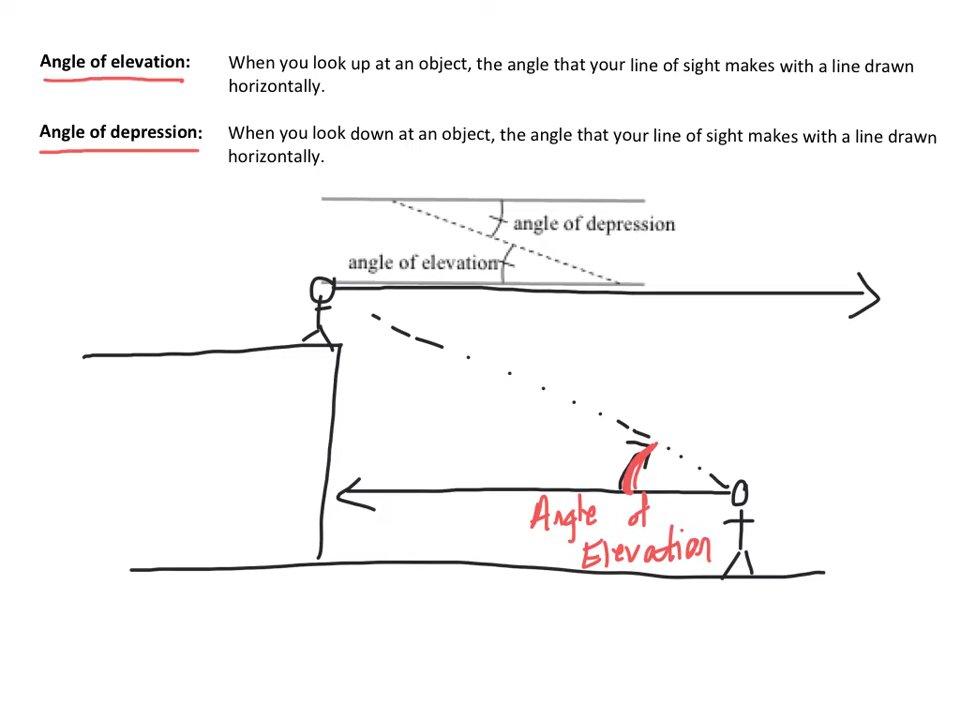 Angle of elevation: When you look up at an object, the angle that your line of sight makes with a line drawn
horizontally.
Angle of depression: When you look down at an object, the angle that your line of sight makes with a line drawn
horizontally.
angle of depression
angle of elevation
Angle of
Elevation